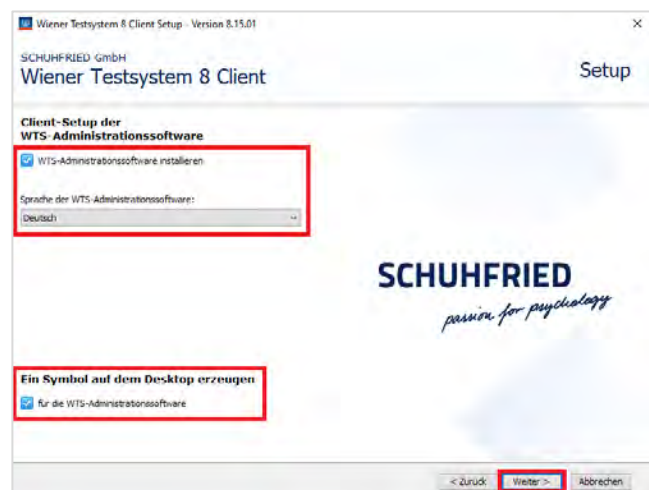 Wiener Testsystem 8 Client Setup - Version 8.15.01
SCHUHFRIED GmbH
Wiener Testsystem 8 Client
Setup
Client-Setup der
WTS-Administrationssoftware
WTS-Administrationssoftware installieren
Sprache der WTS-Administrationssoftware:
Deutsch
SCHUHFRIED
passion for psychology
Ein Symbol auf dem Desktop erzeugen
für die WTS-Administrationssoftware
< Zurück
Weiter >
Abbrechen